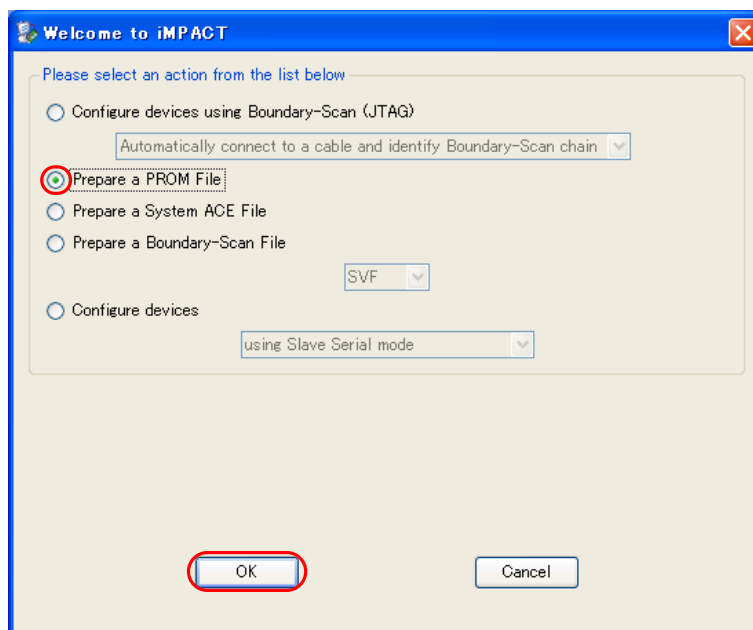 Welcome to iMPACT
Please select an action from the list below
Configure devices using Boundary-Scan (JTAG)
Automatically connect to a cable and identify Boundary-Scan chain
Prepare a PROM File
Prepare a System ACE File
Prepare a Boundary-Scan File
SVF
Configure devices
using Slave Serial mode
OK
Cancel